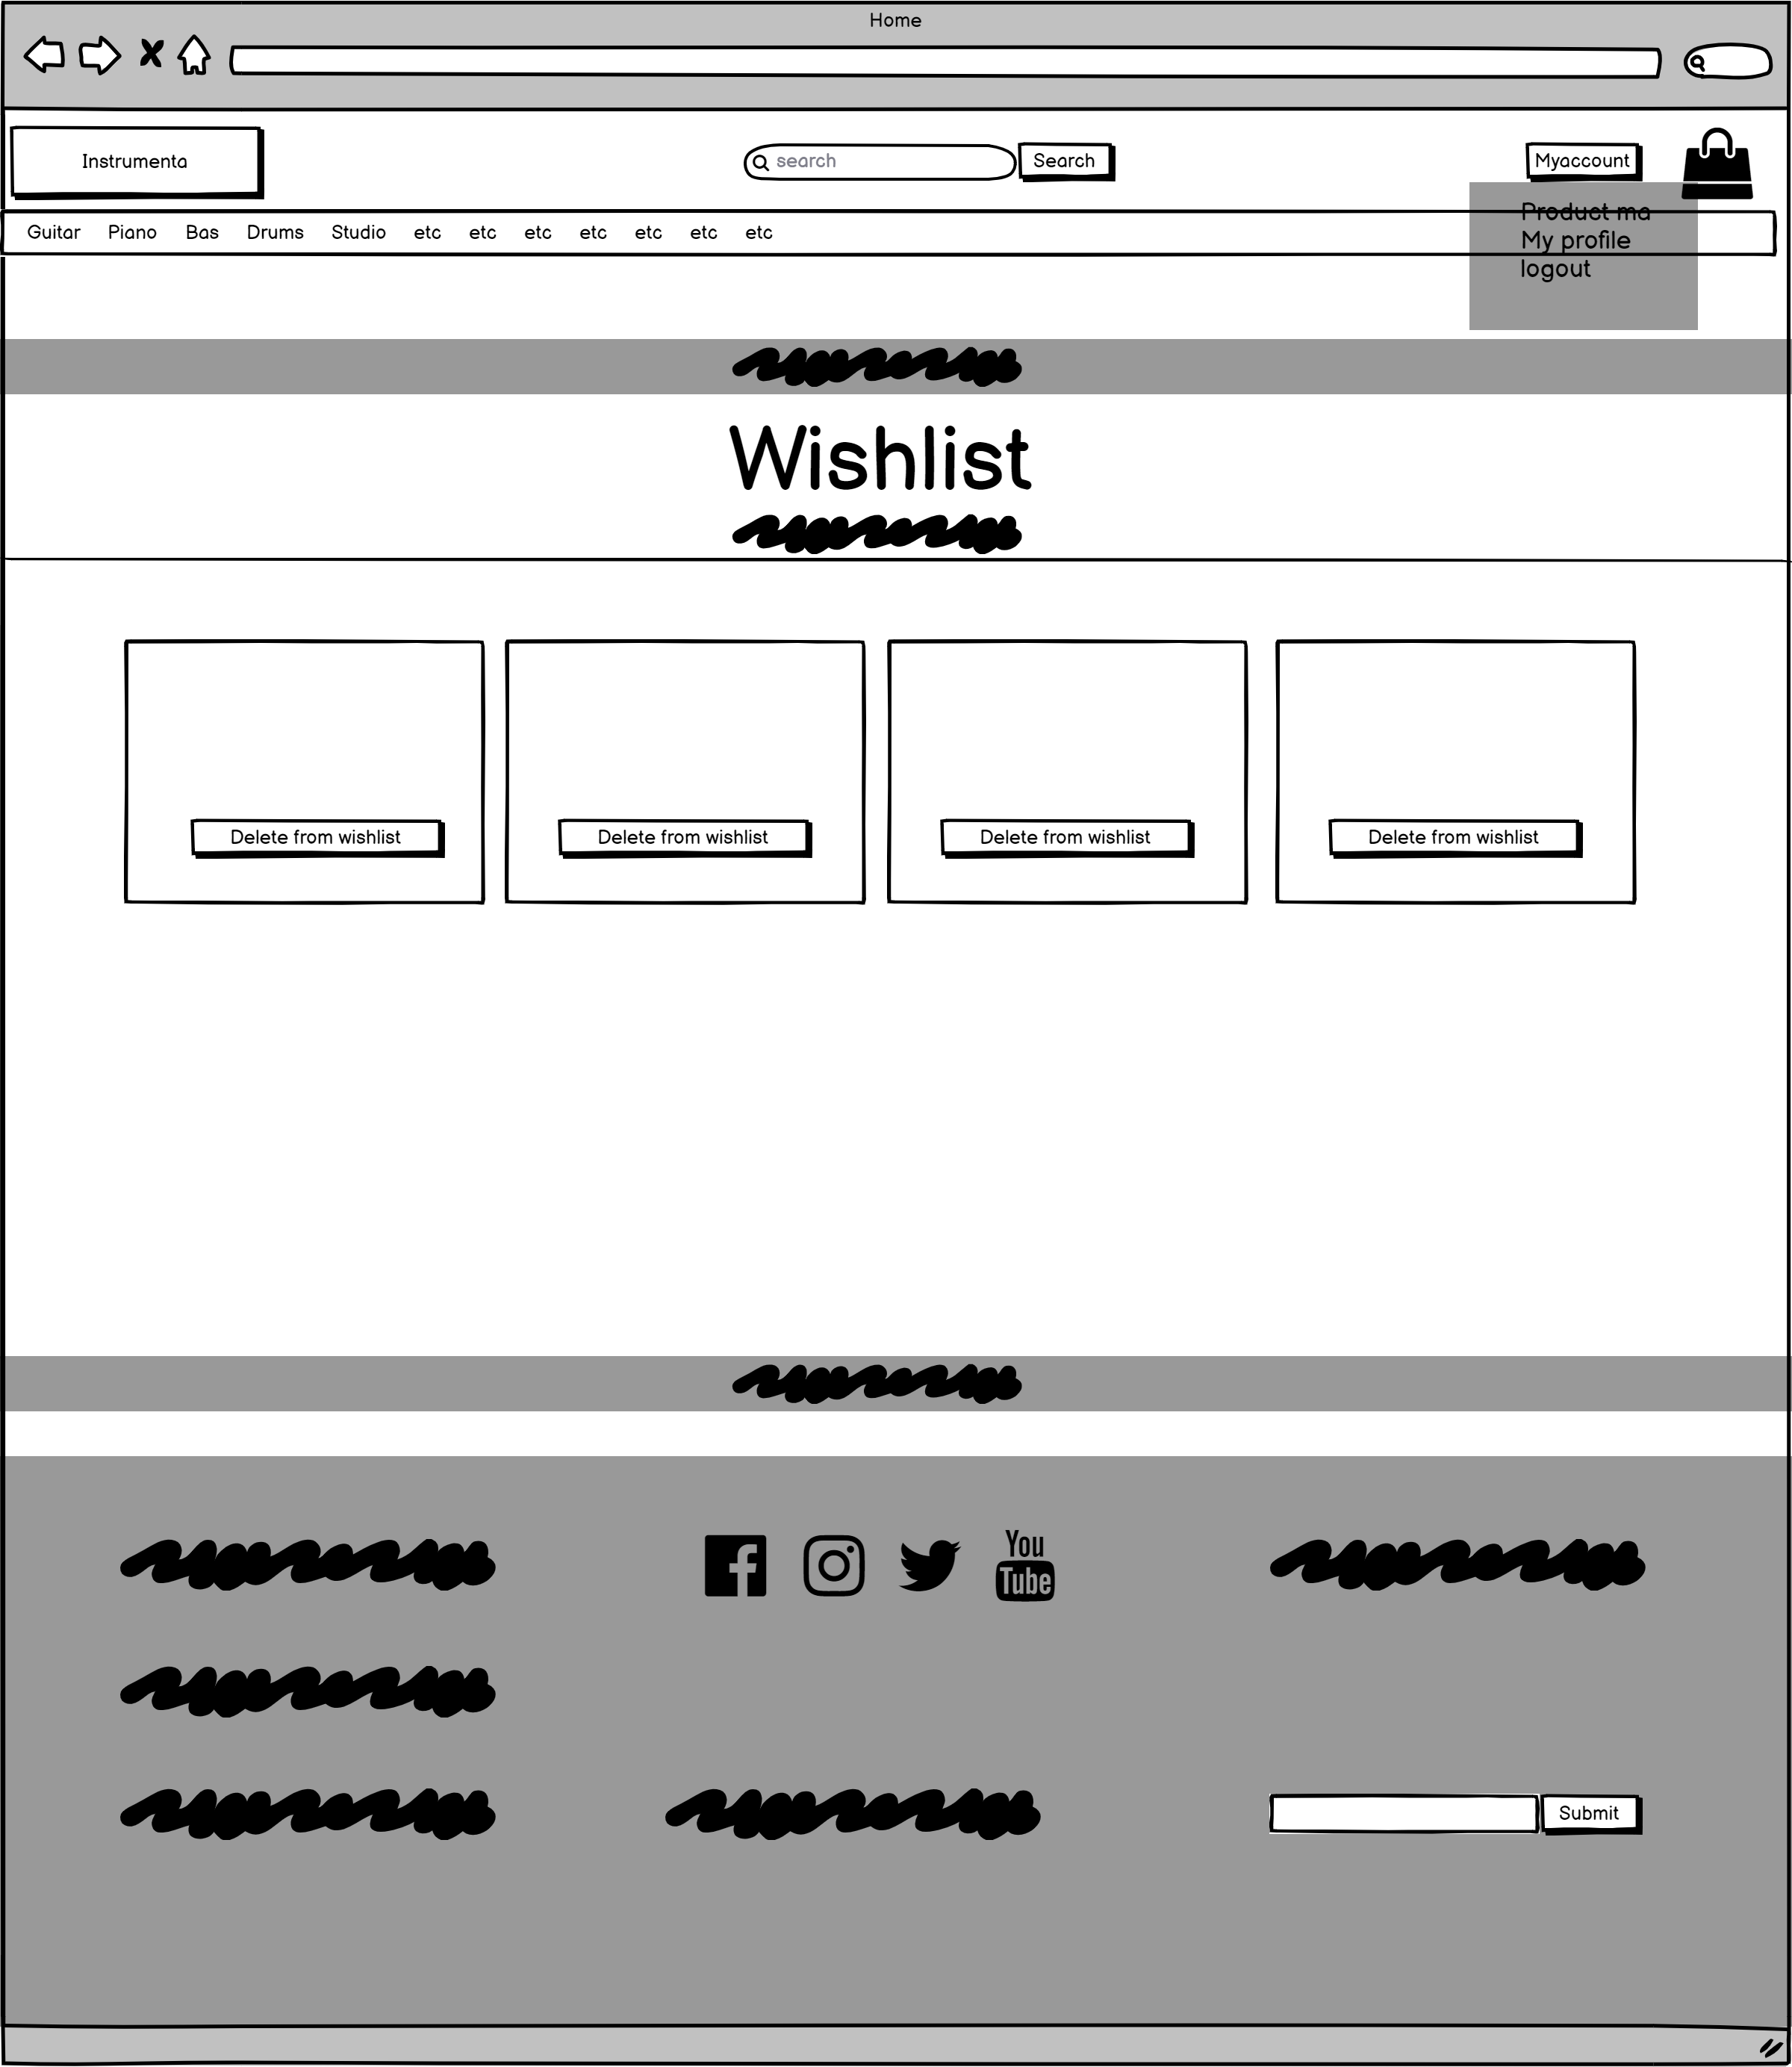 Home
Instrumenta
search
Search
Myaccount
Product ma
My profile
logout
Guitar Piano Bas Drums Studio etc etc etc etc etc etc etc
Wishlist
Delete from wishlist Delete from wishlist Delete from wishlist Delete from wishlist
You
Tube
Submit